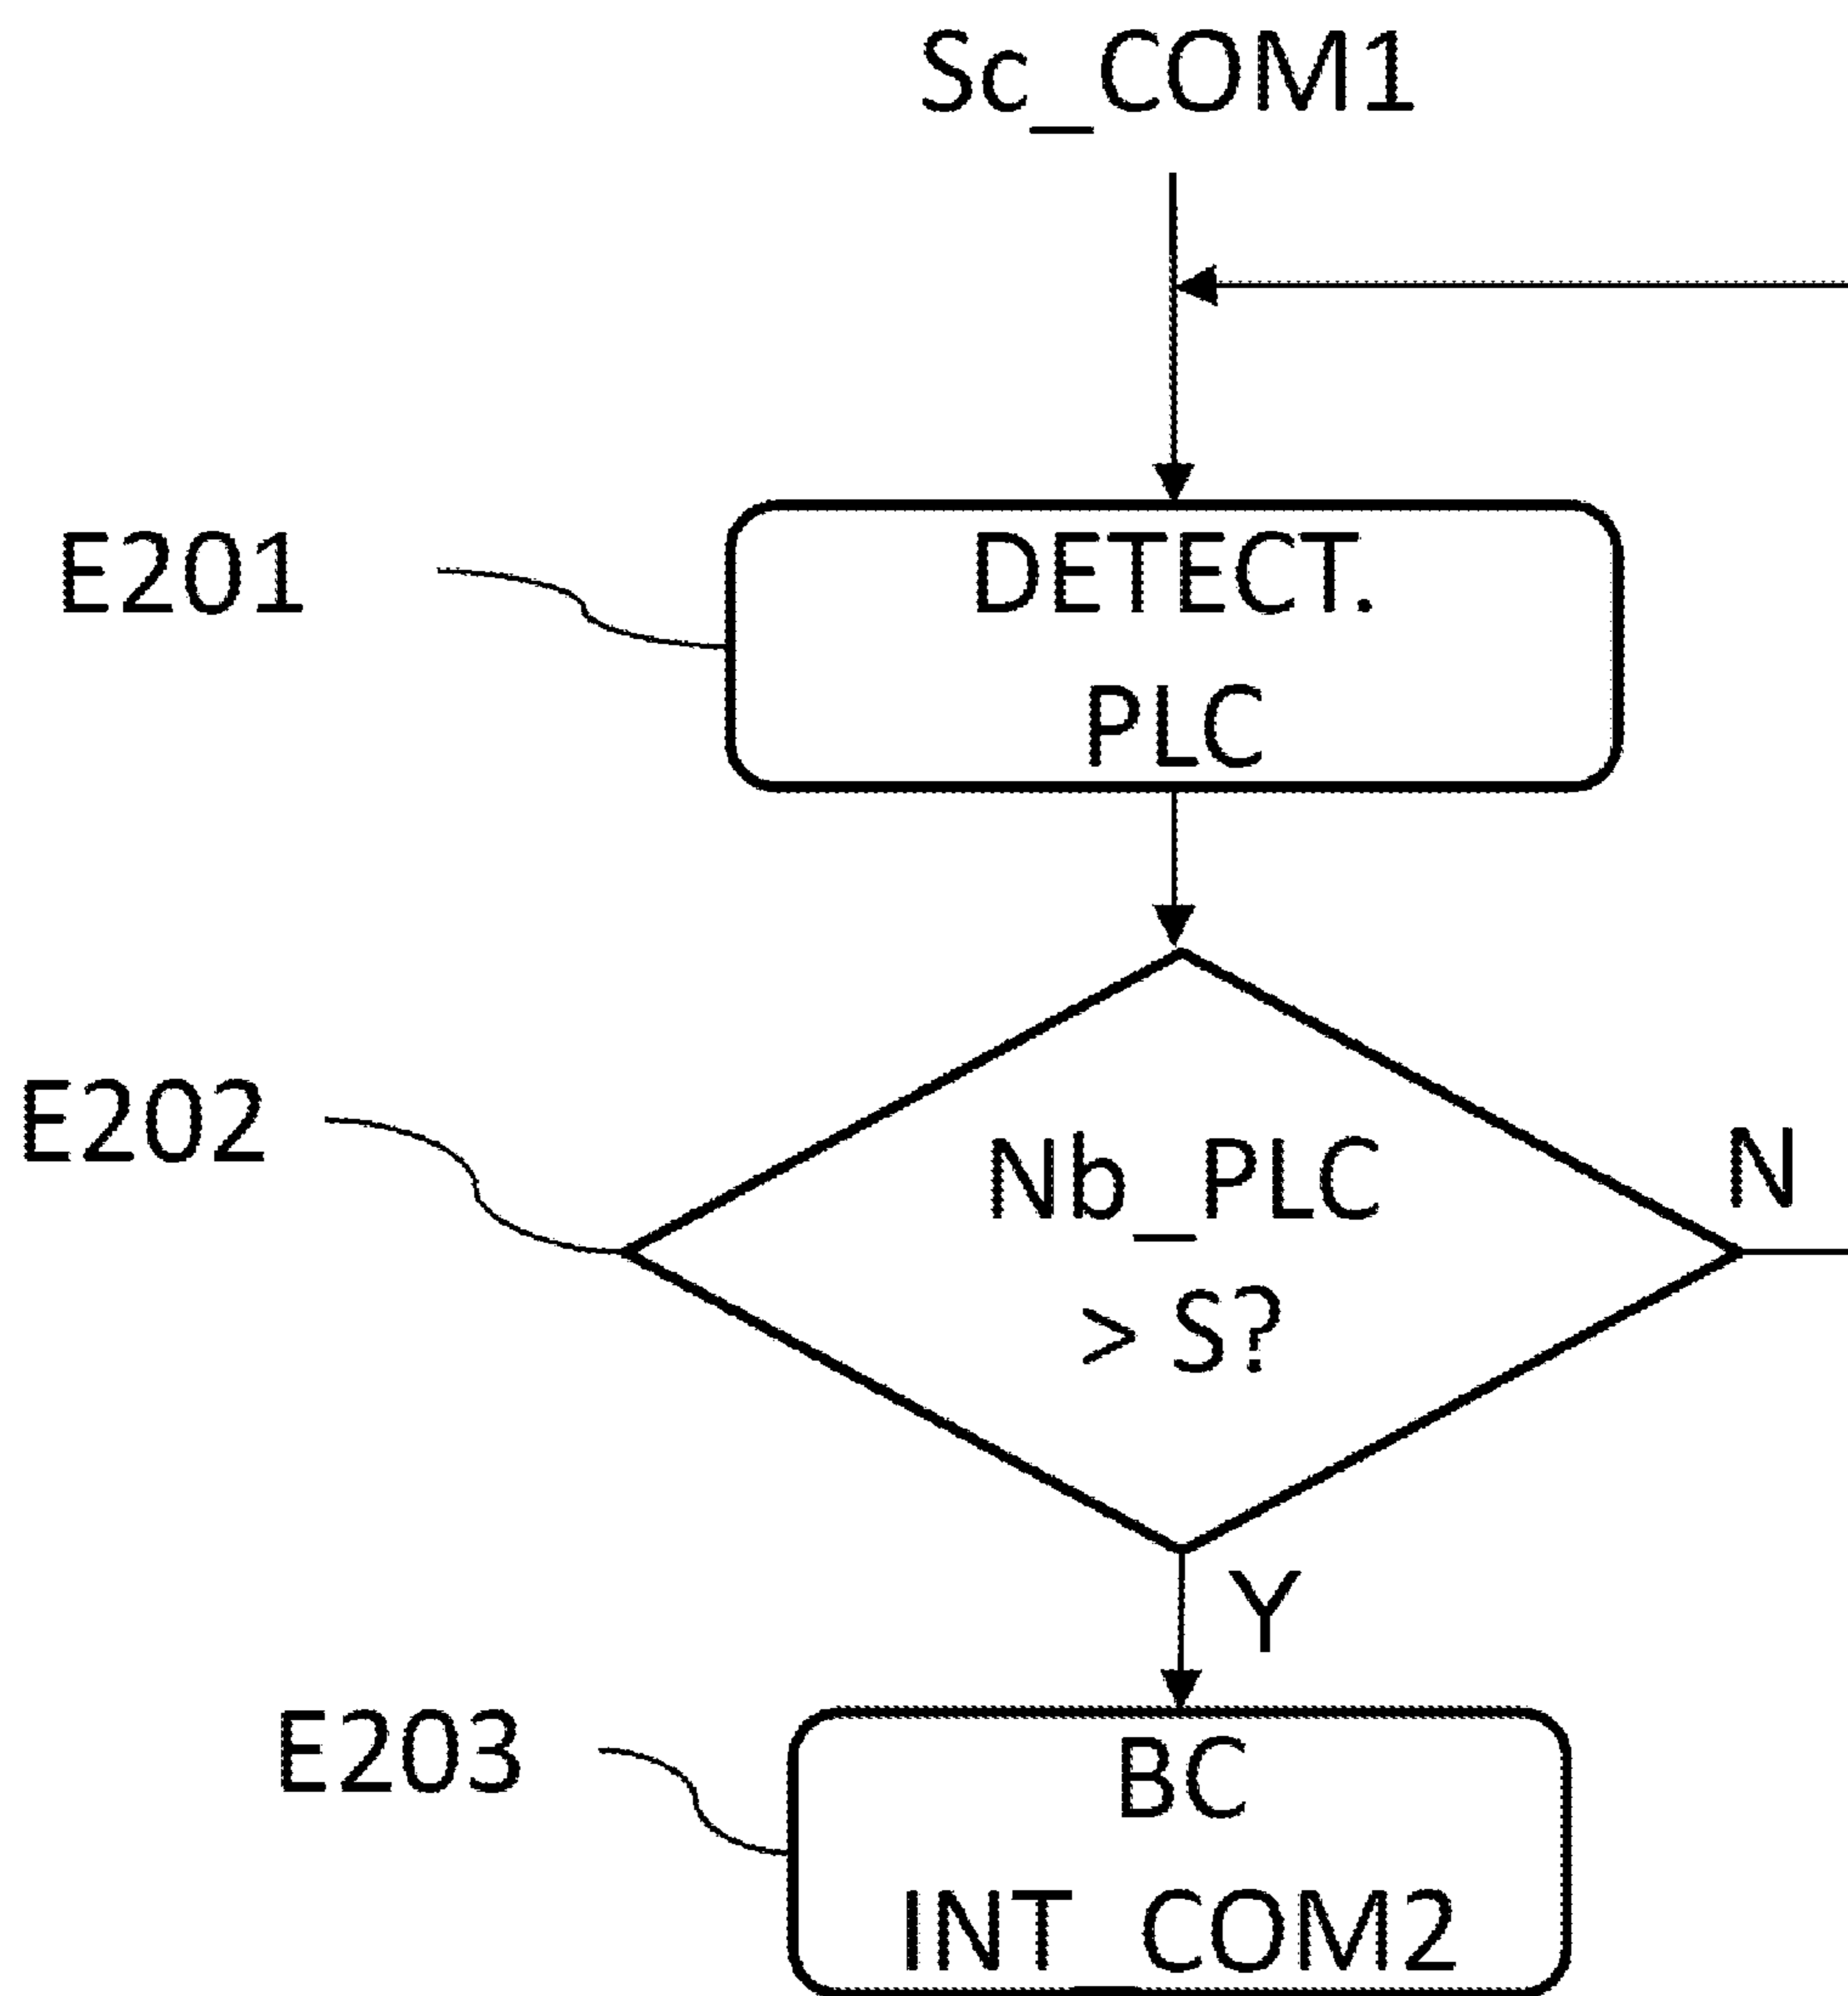 Sc_COM1
E201
DETECT.
PLC
E202
Nb_PLC
> S?
N
Y
E203
BC
INT_COM2